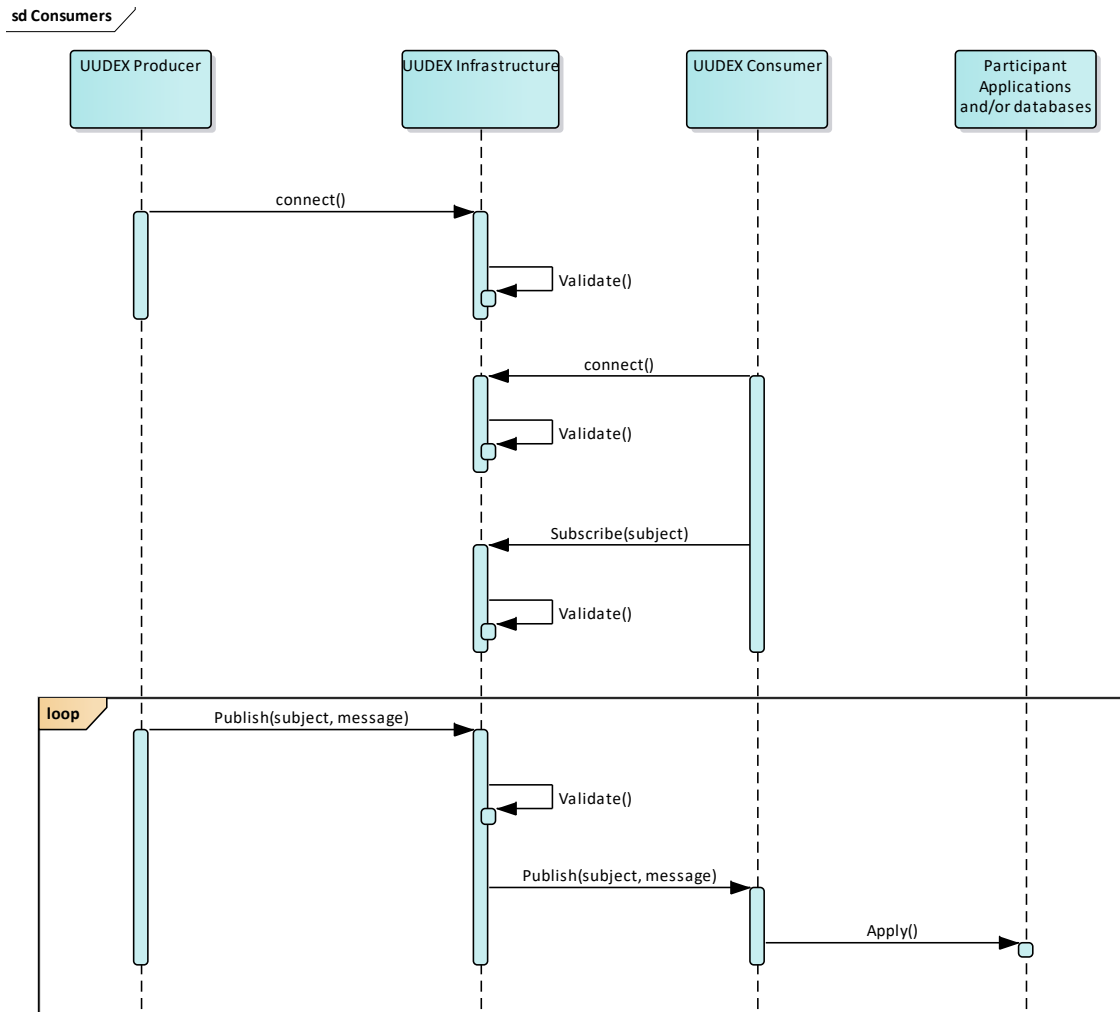 sd Consumers
UUDEX Producer
UUDEX Infrastructure
UUDEX Consumer
Participant
Applications
and/or databases
connect()
Validate()
connect()
Validate()
Subscribe(subject)
Validate()
loop
Publish(subject, message)
Validate()
Publish(subject, message)
Apply()